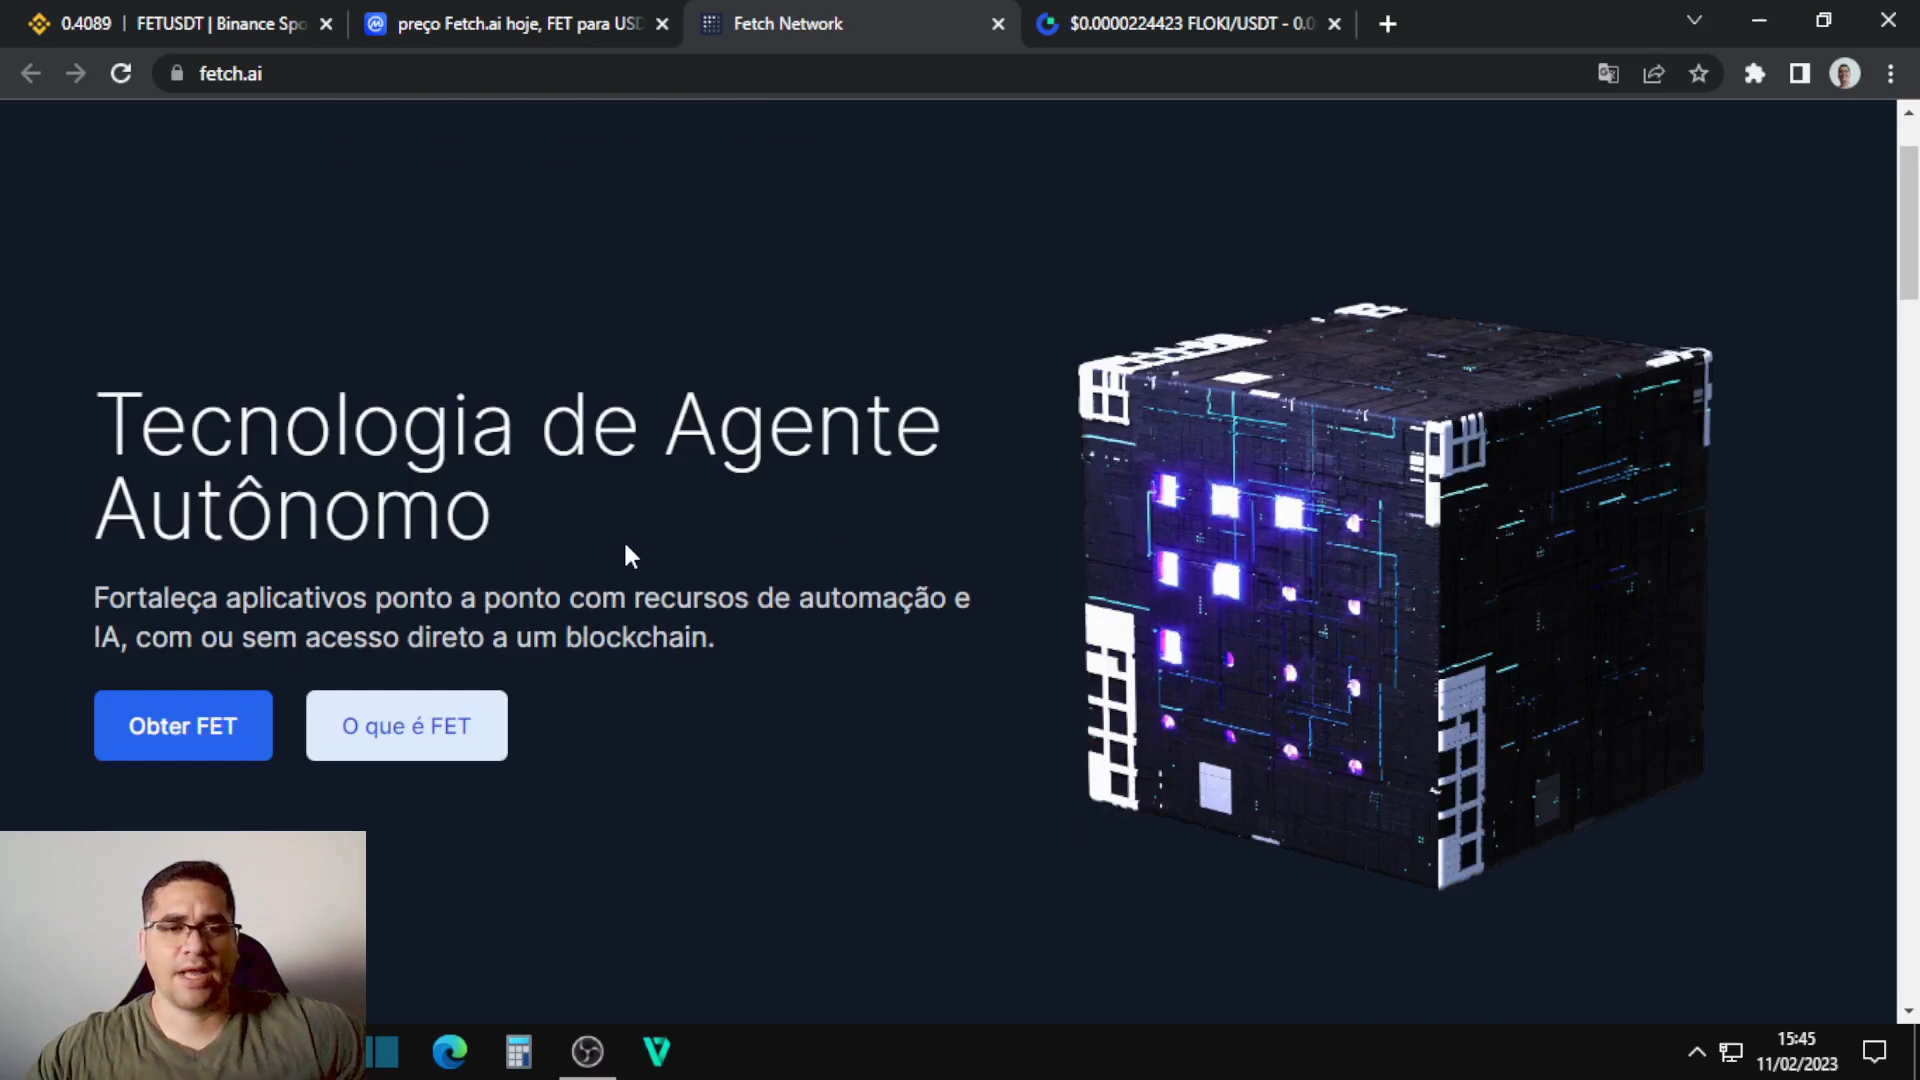 0.4089 | FETUSDT | Binance Spo
preço Fetch.ai hoje, FET para USD
Fetch Network
$0.0000224423 FLOKI/USDT - 0.0
fetch.ai
Tecnologia de Agente
Autônomo
Fortaleça aplicativos ponto a ponto com recursos de automação e
IA, com ou sem acesso direto a um blockchain.
Obter FET
O que é FET
15:45
11/02/2023